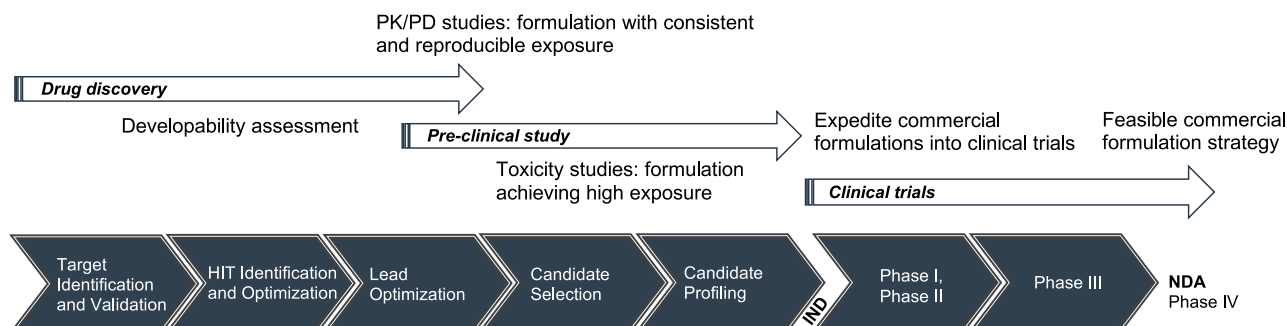 PK/PD studies: formulation with consistent
and reproducible exposure
Drug discovery
Developability assessment
Pre-clinical study
Expedite commercial
formulations into clinical trials
Feasible commercial
formulation strategy
Toxicity studies: formulation
achieving high exposure
Clinical trials
Target
Identification
and Validation
HIT Identification
and Optimization
Lead
Optimization
Candidate
Selection
Candidate
Profiling
IND
Phase I,
Phase II
Phase III
NDA
Phase IV